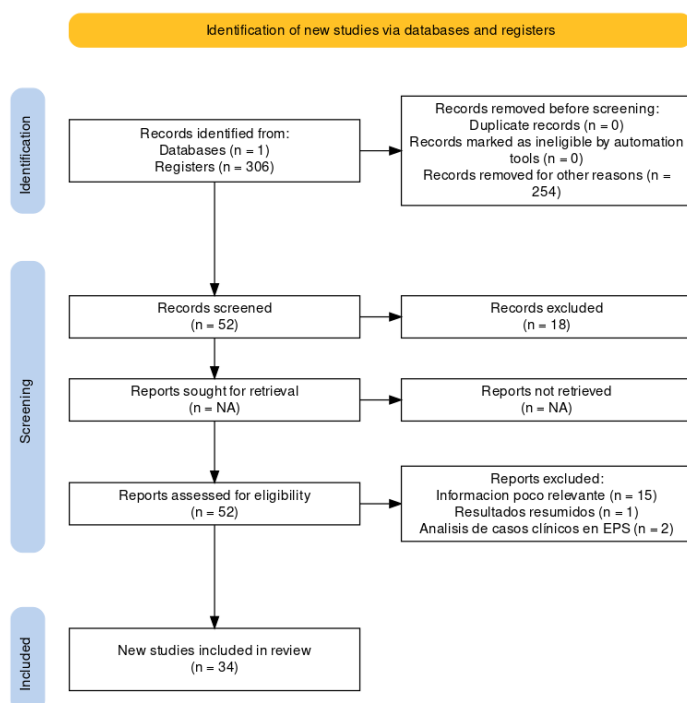 Identification of new studies via databases and registers
Identification
Records identified from:
Databases (n = 1)
Registers (n = 306)
Records removed before screening:
Duplicate records (n = 0)
Records marked as ineligible by automation
tools (n = 0)
Records removed for other reasons (n =
254)
Screening
Records screened
(n = 52)
Records excluded
(n = 18)
Reports sought for retrieval
(n = NA)
Reports not retrieved
(n = NA)
Reports assessed for eligibility
(n = 52)
Reports excluded:
Informacion poco relevante (n = 15)
Resultados resumidos (n = 1)
Analisis de casos clínicos en EPS (n = 2)
Included
New studies included in review
(n = 34)